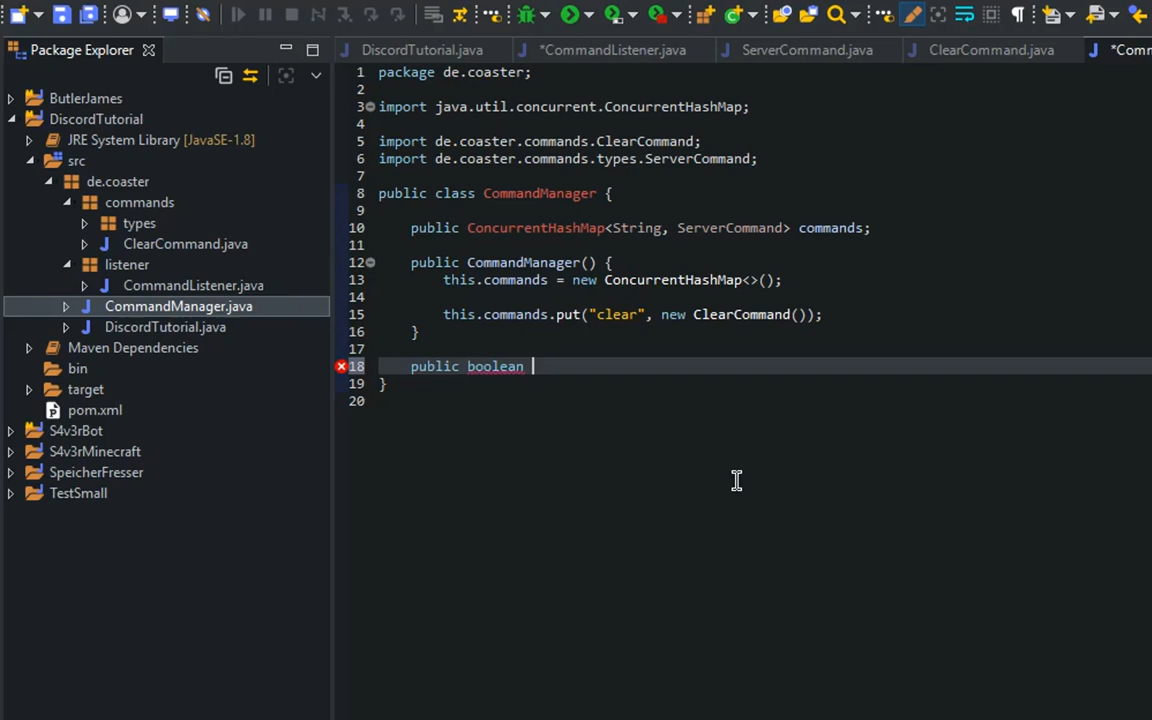 Package Explorer
ButlerJames
DiscordTutorial
JRE System Library [JavaSE-1.8]
src
de.coaster
commands
types
ClearCommand.java
listener
CommandListener.java
CommandManager.java
DiscordTutorial.java
Maven Dependencies
bin
target
pom.xml
S4v3rBot
S4v3rMinecraft
SpeicherFresser
TestSmall
DiscordTutorial.java
*CommandListener.java
ServerCommand.java
ClearCommand.java
*Comm
1 package de.coaster;
2
3 import java.util.concurrent.ConcurrentHashMap;
4
5 import de.coaster.commands.ClearCommand;
6 import de.coaster.commands.types.ServerCommand;
7
8 public class CommandManager {
9
10 public ConcurrentHashMap<String, ServerCommand> commands;
11
12 public CommandManager() {
13 this.commands = new ConcurrentHashMap<>();
14
15 this.commands.put("clear", new ClearCommand());
16 }
17
18 public boolean
19 }
20